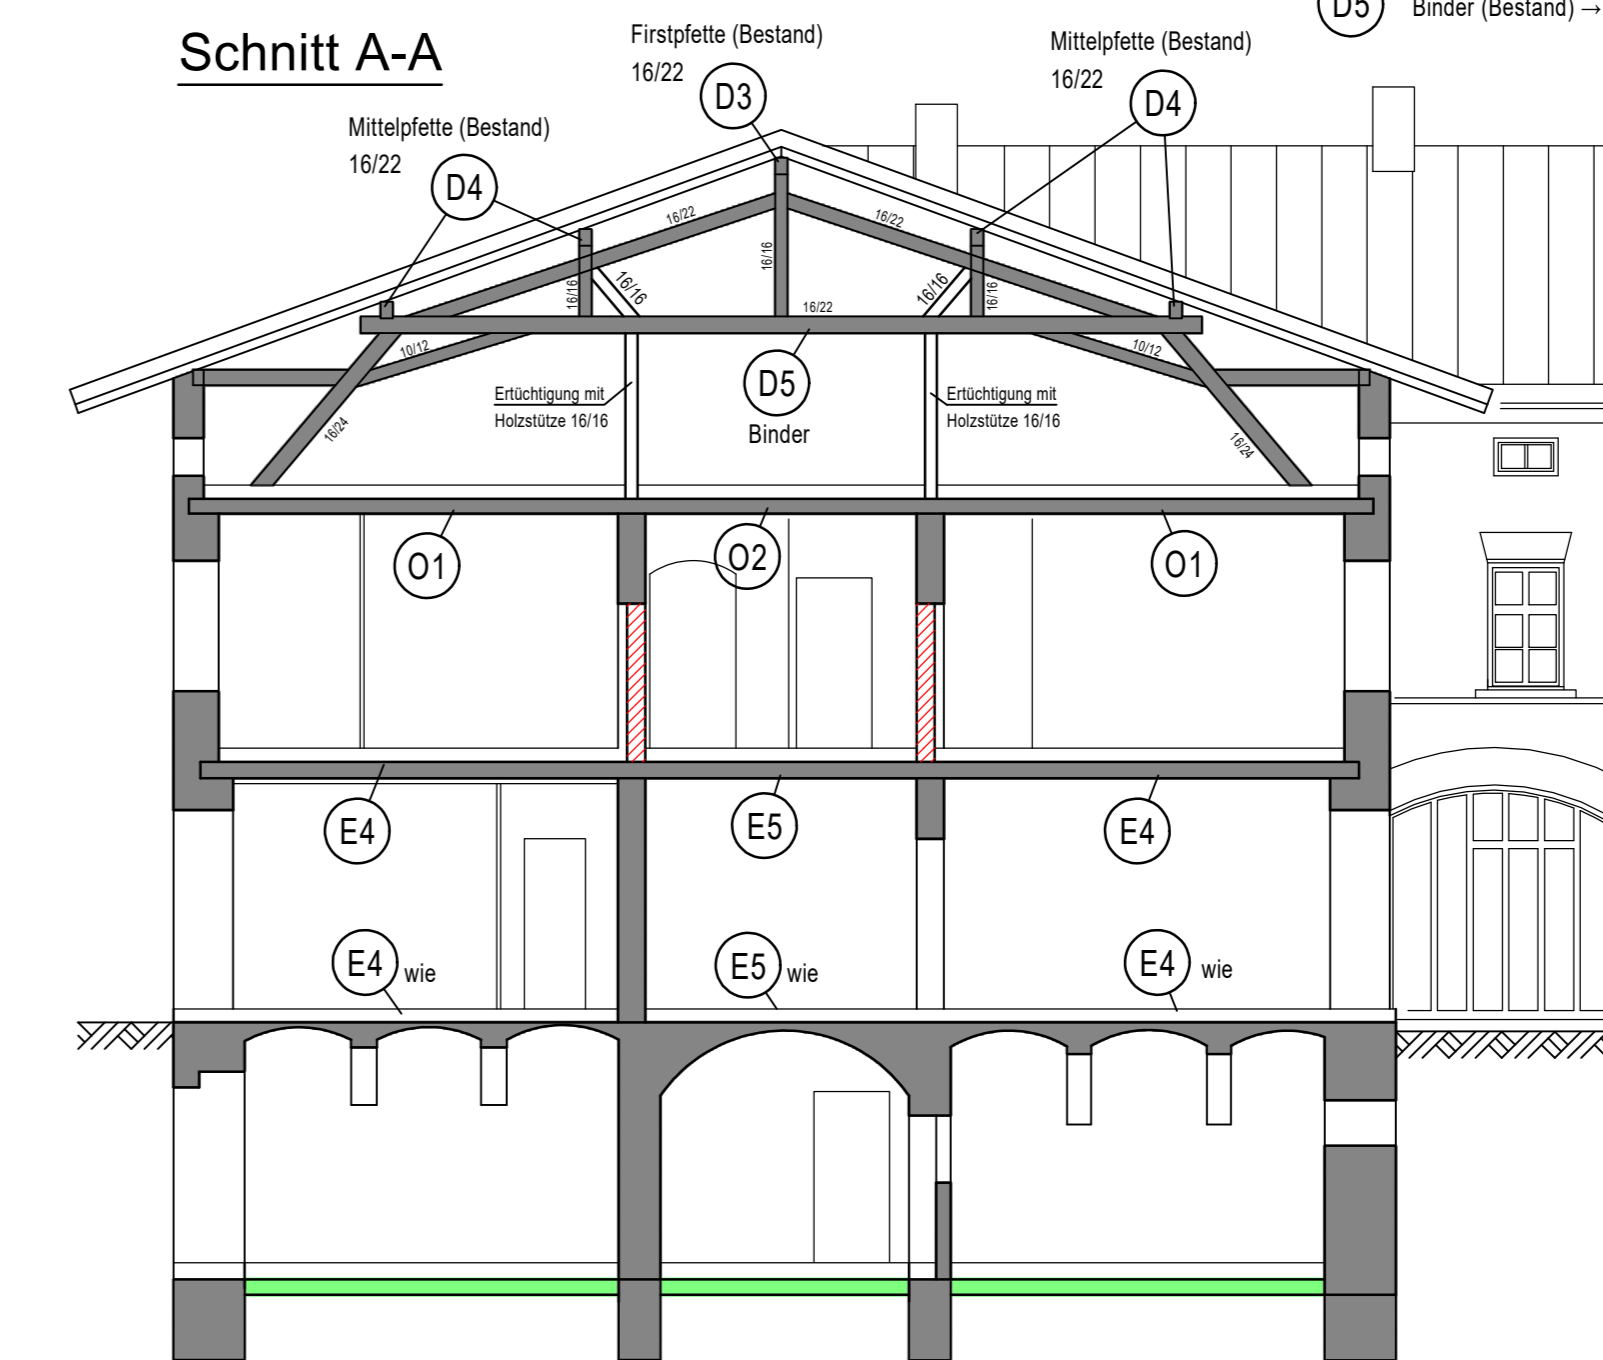 D5 Binder (Bestand) →
Schnitt A-A
Firstpfette (Bestand)
16/22
D3
Mittelpfette (Bestand)
16/22
D4
Mittelpfette (Bestand)
16/22
D4
16/22
16/22
16/16
16/16
16/16
16/16
16/16
16/22
10/12
10/12
D5
Binder
Ertüchtigung mit
Holzstütze 16/16
Ertüchtigung mit
Holzstütze 16/16
16/24
16/24
O1
O2
O1
E4
E5
E4
E4 wie
E5 wie
E4 wie